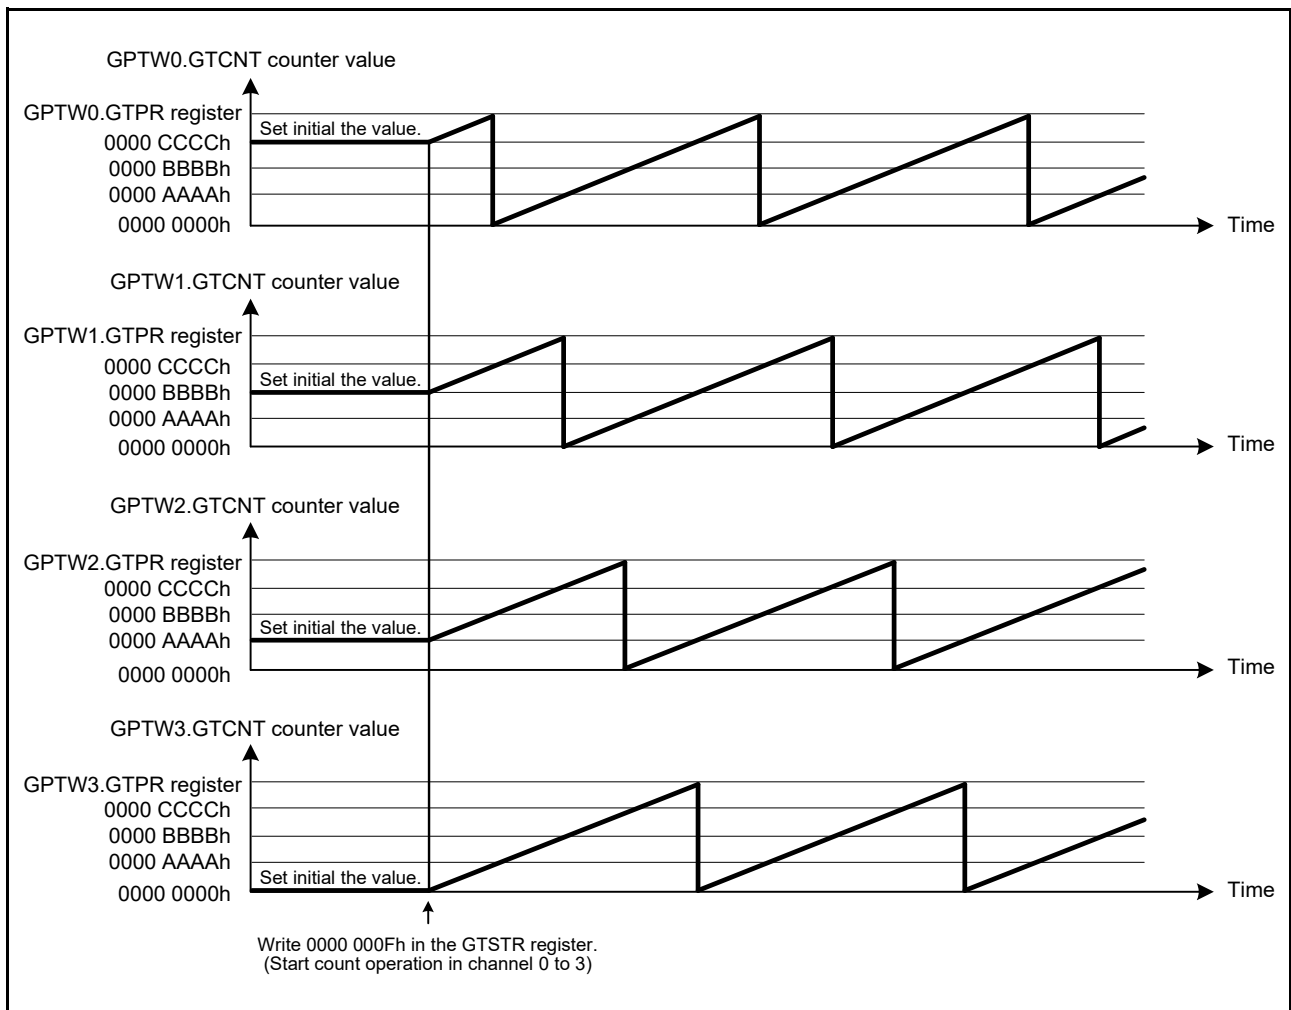 GPTW0.GTCNT counter value
GPTW0.GTPR register
Set initial the value.
0000 CCCCh
0000 BBBBh
0000 AAAAh
0000 0000h
Time
GPTW1.GTCNT counter value
GPTW1.GTPR register
0000 CCCCh
Set initial the value.
0000 BBBBh
0000 AAAAh
0000 0000h
Time
GPTW2.GTCNT counter value
GPTW2.GTPR register
0000 CCCCh
0000 BBBBh
Set initial the value.
0000 AAAAh
0000 0000h
Time
GPTW3.GTCNT counter value
GPTW3.GTPR register
0000 CCCCh
0000 BBBBh
0000 AAAAh
Set initial the value.
0000 0000h
Time
Write 0000 000Fh in the GTSTR register.
(Start count operation in channel 0 to 3)